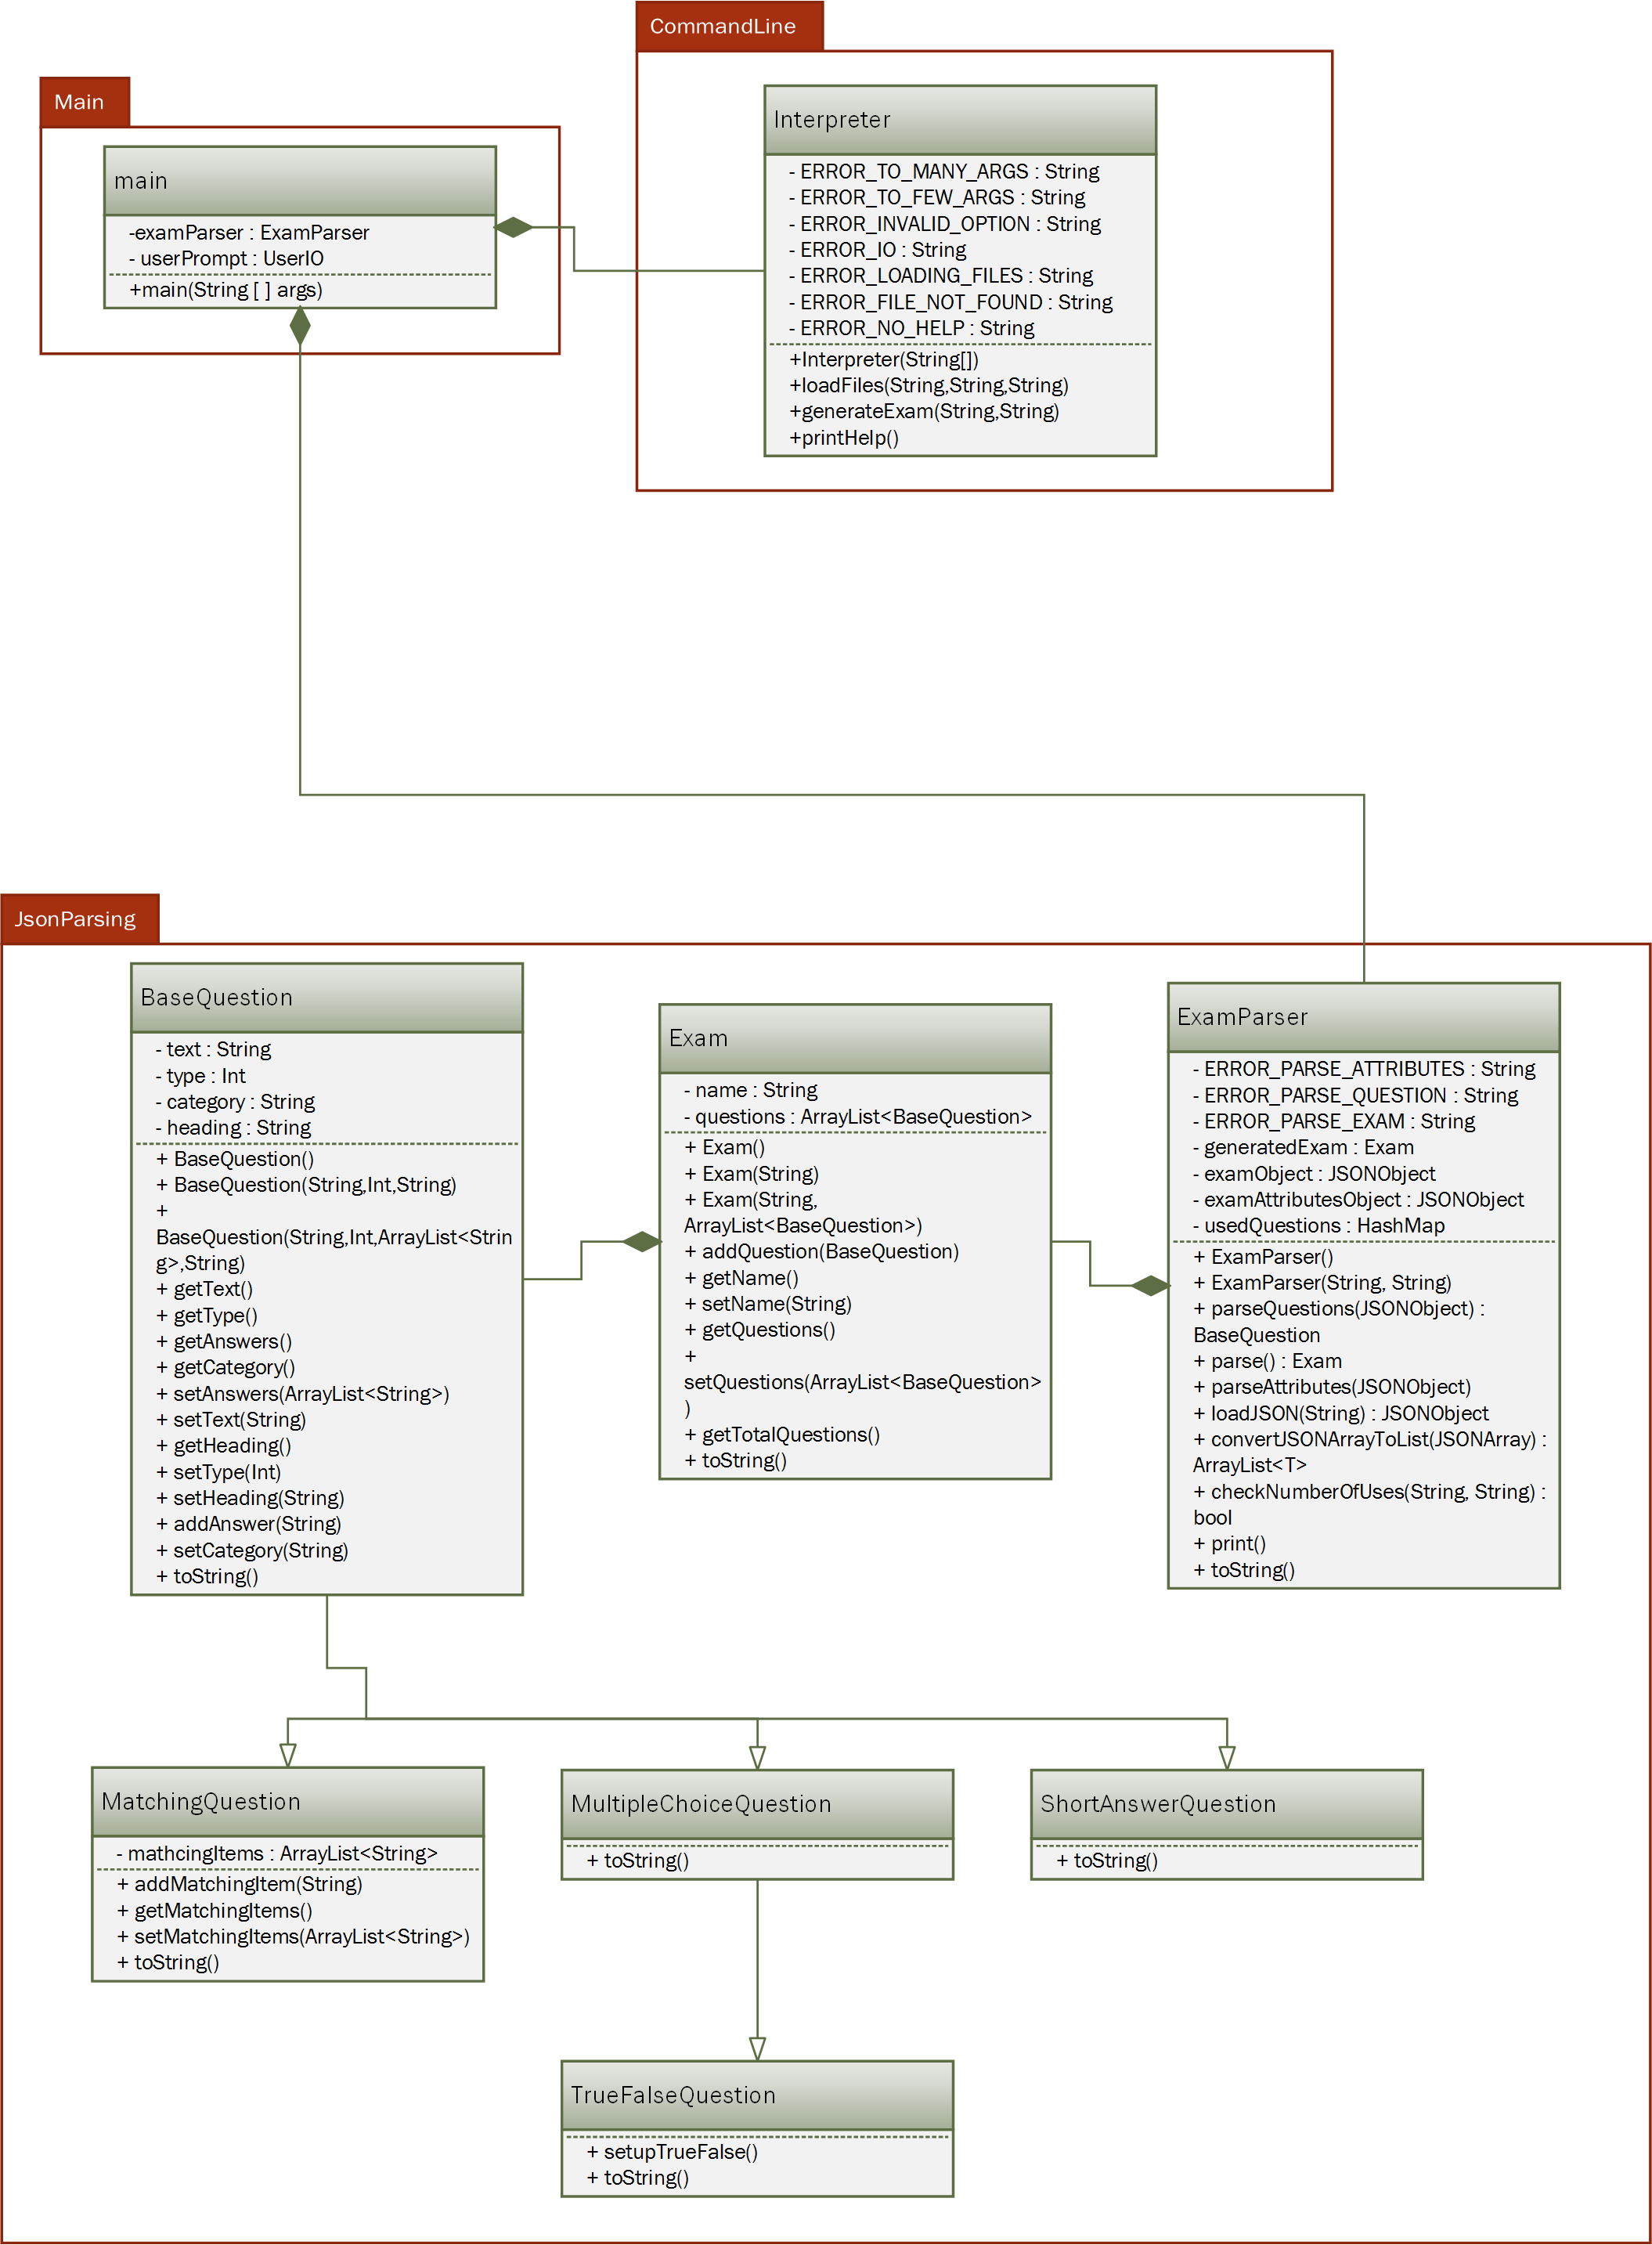 CommandLine
Interpreter
- ERROR_TO_MANY_ARGS : String
- ERROR_TO_FEW_ARGS : String
- ERROR_INVALID_OPTION : String
- ERROR_IO : String
- ERROR_LOADING_FILES : String
- ERROR_FILE_NOT_FOUND : String
- ERROR_NO_HELP : String
+Interpreter(String[])
+loadFiles(String,String,String)
+generateExam(String,String)
+printHelp()
Main
main
-examParser : ExamParser
- userPrompt : UserIO
+main(String [ ] args)
JsonParsing
BaseQuestion
- text : String
- type : Int
- category : String
- heading : String
+ BaseQuestion()
+ BaseQuestion(String,Int,String)
+
BaseQuestion(String,Int,ArrayList<Strin
g>,String)
+ getText()
+ getType()
+ getAnswers()
+ getCategory()
+ setAnswers(ArrayList<String>)
+ setText(String)
+ getHeading()
+ setType(Int)
+ setHeading(String)
+ addAnswer(String)
+ setCategory(String)
+ toString()
Exam
- name : String
- questions : ArrayList<BaseQuestion>
+ Exam()
+ Exam(String)
+ Exam(String,
ArrayList<BaseQuestion>)
+ addQuestion(BaseQuestion)
+ getName()
+ setName(String)
+ getQuestions()
+
setQuestions(ArrayList<BaseQuestion>
)
+ getTotalQuestions()
+ toString()
ExamParser
- ERROR_PARSE_ATTRIBUTES : String
- ERROR_PARSE_QUESTION : String
- ERROR_PARSE_EXAM : String
- generatedExam : Exam
- examObject : JSONObject
- examAttributesObject : JSONObject
- usedQuestions : HashMap
+ ExamParser()
+ ExamParser(String, String)
+ parseQuestions(JSONObject) :
BaseQuestion
+ parse() : Exam
+ parseAttributes(JSONObject)
+ loadJSON(String) : JSONObject
+ convertJSONArrayToList(JSONArray) :
ArrayList<T>
+ checkNumberOfUses(String, String) :
bool
+ print()
+ toString()
MatchingQuestion
- mathcingItems : ArrayList<String>
+ addMatchingItem(String)
+ getMatchingItems()
+ setMatchingItems(ArrayList<String>)
+ toString()
MultipleChoiceQuestion
+ toString()
ShortAnswerQuestion
+ toString()
TrueFalseQuestion
+ setupTrueFalse()
+ toString()